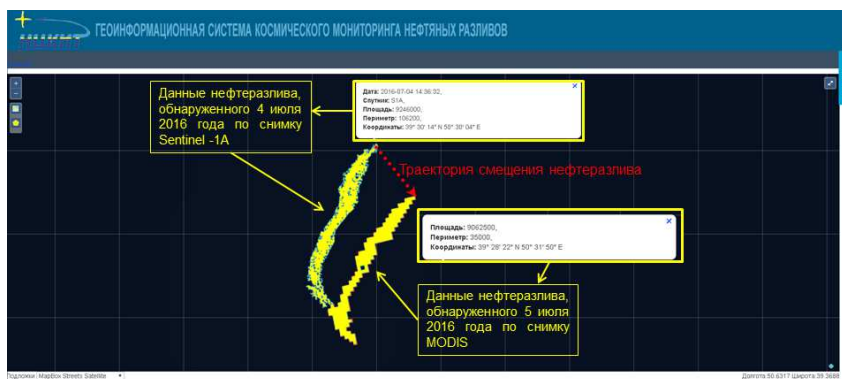 ГЕОИНФОРМАЦИОННАЯ СИСТЕМА КОСМИЧЕСКОГО МОНИТОРИНГА НЕФТЯНЫХ РАЗЛИВОВ
Данные нефтеразлива,
обнаруженного 4 июля
2016 года по снимку
Sentinel -1A
Дата: 2016-07-04 14:36:32,
Спутник: S1A,
Площадь: 9246000,
Периметр: 106200,
Координаты: 39° 30' 14" N 50° 30' 04" E
Траектория смещения нефтеразлива
Площадь: 9062500,
Периметр: 35000,
Координаты: 39° 28' 22" N 50° 31' 50" E
Данные нефтеразлива,
обнаруженного 5 июля
2016 года по снимку
MODIS
Подложки: MapBox Streets Satellite
Долгота:50.6317 Широта:39.3688